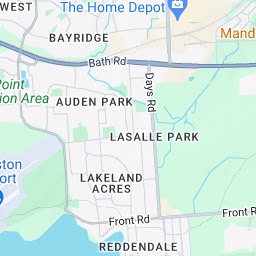 WEST
The Home Depot
BAYRIDGE
Mand
Bath Rd
Point
ion Area
AUDEN PARK
Days Rd
LASALLE PARK
ston
port
LAKELAND
ACRES
Front Rd
Front R
REDDENDALE